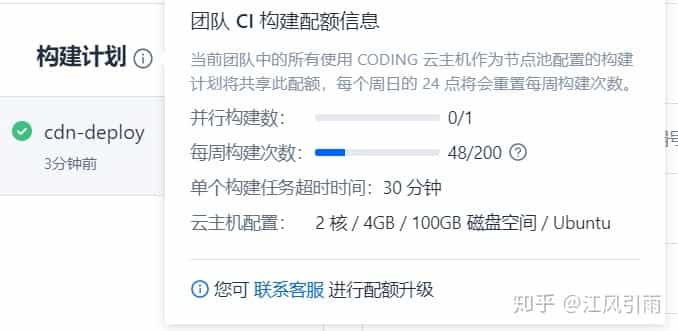 团队 CI 构建配额信息
构建计划
当前团队中的所有使用 CODING 云主机作为节点池配置的构建
计划将共享此配额，每个周日的 24 点将会重置每周构建次数。
并行构建数： 0/1
cdn-deploy
每周构建次数： 48/200
3分钟前
单个构建任务超时时间：30 分钟
云主机配置： 2 核 / 4GB / 100GB 磁盘空间 / Ubuntu
您可 联系客服 进行配额升级
知乎 @江风引雨